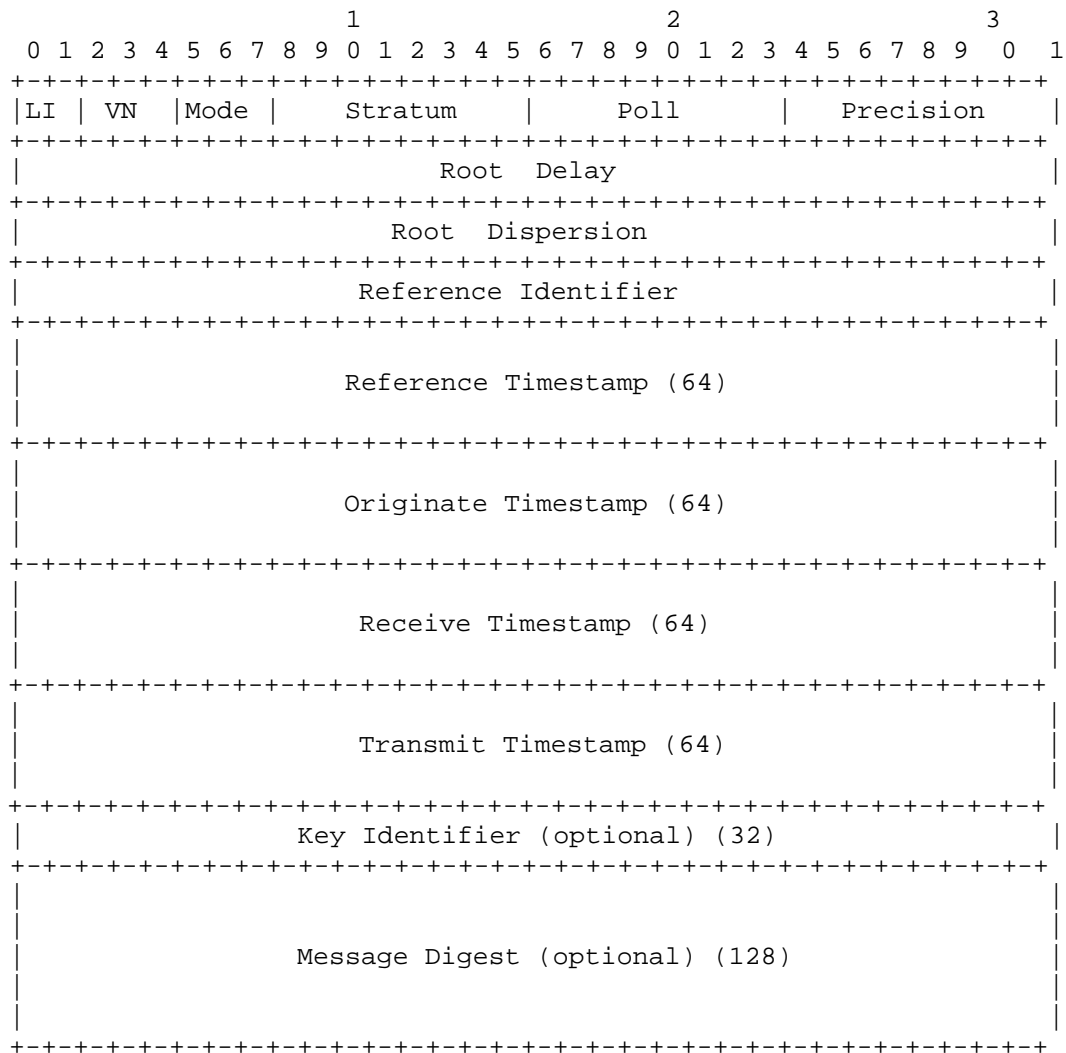 1                   2                   3
 0 1 2 3 4 5 6 7 8 9 0 1 2 3 4 5 6 7 8 9 0 1 2 3 4 5 6 7 8 9  0  1
+-+-+-+-+-+-+-+-+-+-+-+-+-+-+-+-+-+-+-+-+-+-+-+-+-+-+-+-+-+-+-+-+
|LI | VN  |Mode |    Stratum    |     Poll      |   Precision    |
+-+-+-+-+-+-+-+-+-+-+-+-+-+-+-+-+-+-+-+-+-+-+-+-+-+-+-+-+-+-+-+-+
|                          Root  Delay                           |
+-+-+-+-+-+-+-+-+-+-+-+-+-+-+-+-+-+-+-+-+-+-+-+-+-+-+-+-+-+-+-+-+
|                       Root  Dispersion                         |
+-+-+-+-+-+-+-+-+-+-+-+-+-+-+-+-+-+-+-+-+-+-+-+-+-+-+-+-+-+-+-+-+
|                     Reference Identifier                       |
+-+-+-+-+-+-+-+-+-+-+-+-+-+-+-+-+-+-+-+-+-+-+-+-+-+-+-+-+-+-+-+-+
|                                                                |
|                    Reference Timestamp (64)                    |
|                                                                |
+-+-+-+-+-+-+-+-+-+-+-+-+-+-+-+-+-+-+-+-+-+-+-+-+-+-+-+-+-+-+-+-+
|                                                                |
|                    Originate Timestamp (64)                    |
|                                                                |
+-+-+-+-+-+-+-+-+-+-+-+-+-+-+-+-+-+-+-+-+-+-+-+-+-+-+-+-+-+-+-+-+
|                                                                |
|                     Receive Timestamp (64)                     |
|                                                                |
+-+-+-+-+-+-+-+-+-+-+-+-+-+-+-+-+-+-+-+-+-+-+-+-+-+-+-+-+-+-+-+-+
|                                                                |
|                     Transmit Timestamp (64)                    |
|                                                                |
+-+-+-+-+-+-+-+-+-+-+-+-+-+-+-+-+-+-+-+-+-+-+-+-+-+-+-+-+-+-+-+-+
|                 Key Identifier (optional) (32)                 |
+-+-+-+-+-+-+-+-+-+-+-+-+-+-+-+-+-+-+-+-+-+-+-+-+-+-+-+-+-+-+-+-+
|                                                                |
|                                                                |
|                 Message Digest (optional) (128)                |
|                                                                |
|                                                                |
+-+-+-+-+-+-+-+-+-+-+-+-+-+-+-+-+-+-+-+-+-+-+-+-+-+-+-+-+-+-+-+-+